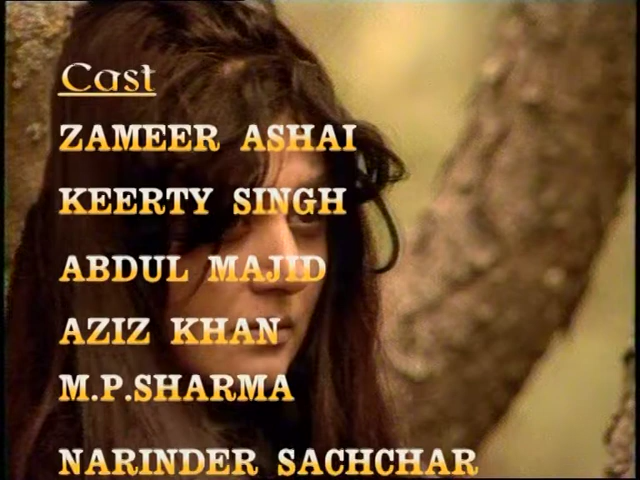 Cast
ZAMEER ASHAI
KEERTY SINGH
ABDUL MAJID
AZIZ KHAN
M.P.SHARMA
NARINDER SACHCHAR